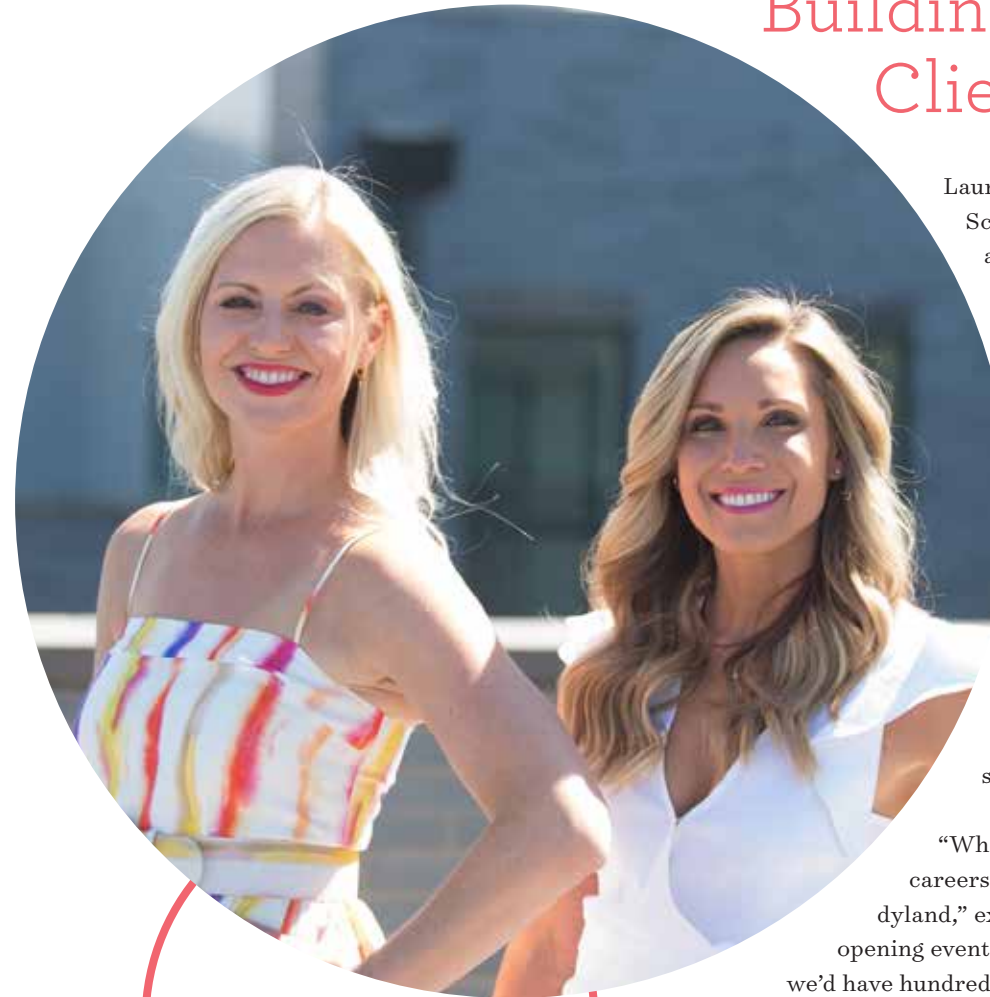 Buildin
Clie
Laur
Sc
a
s
“Wh
careers
dyland,” ex
opening event
we’d have hundred